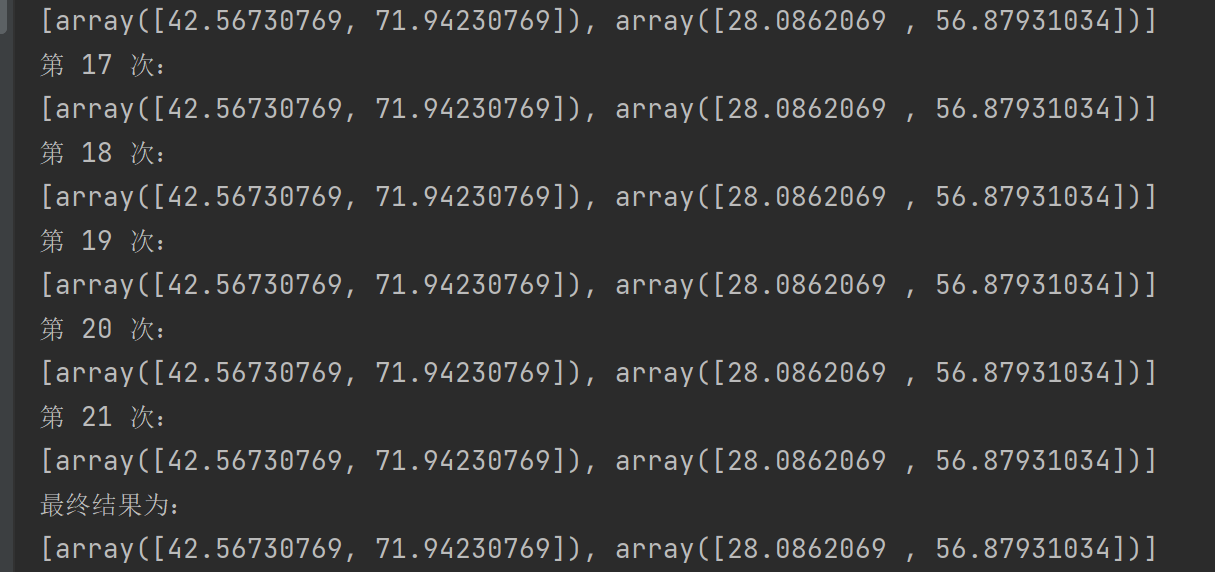 [array([42.56730769, 71.94230769]), array([28.0862069 , 56.87931034])]
第 17 次:
[array([42.56730769, 71.94230769]), array([28.0862069 , 56.87931034])]
第 18 次:
[array([42.56730769, 71.94230769]), array([28.0862069 , 56.87931034])]
第 19 次:
[array([42.56730769, 71.94230769]), array([28.0862069 , 56.87931034])]
第 20 次:
[array([42.56730769, 71.94230769]), array([28.0862069 , 56.87931034])]
第 21 次:
[array([42.56730769, 71.94230769]), array([28.0862069 , 56.87931034])]
最终结果为:
[array([42.56730769, 71.94230769]), array([28.0862069 , 56.87931034])]